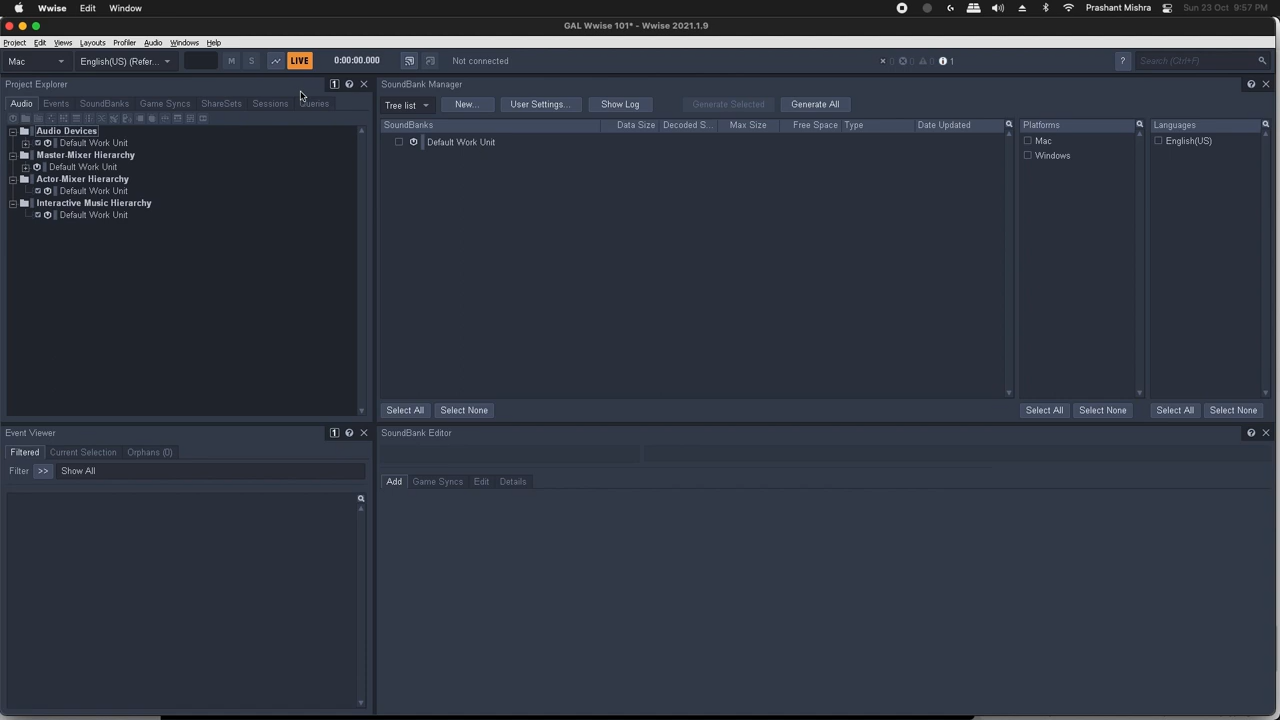 Wwise Edit Window Prashant Mishra Sun 23 Oct 9:57 PM
GAL Wwise 101* - Wwise 2021.1.9
Project Edit Views Layouts Profiler Audio Windows Help
Mac English(US) (Refer... M S LIVE 0:00:00.000 Not connected 0 0 0 1 ? Search (Ctrl+F)
Project Explorer 1
Audio Events SoundBanks Game Syncs ShareSets Sessions Queries
Audio Devices
Default Work Unit
Master-Mixer Hierarchy
Default Work Unit
Actor-Mixer Hierarchy
Default Work Unit
Interactive Music Hierarchy
Default Work Unit
SoundBank Manager
Tree list New... User Settings... Show Log Generate Selected Generate All
SoundBanks Data Size Decoded S... Max Size Free Space Type Date Updated
Default Work Unit
Select All Select None
Platforms
Mac
Windows
Select All Select None
Languages
English(US)
Select All Select None
Event Viewer 1
Filtered Current Selection Orphans (0)
Filter >> Show All
SoundBank Editor
Add Game Syncs Edit Details